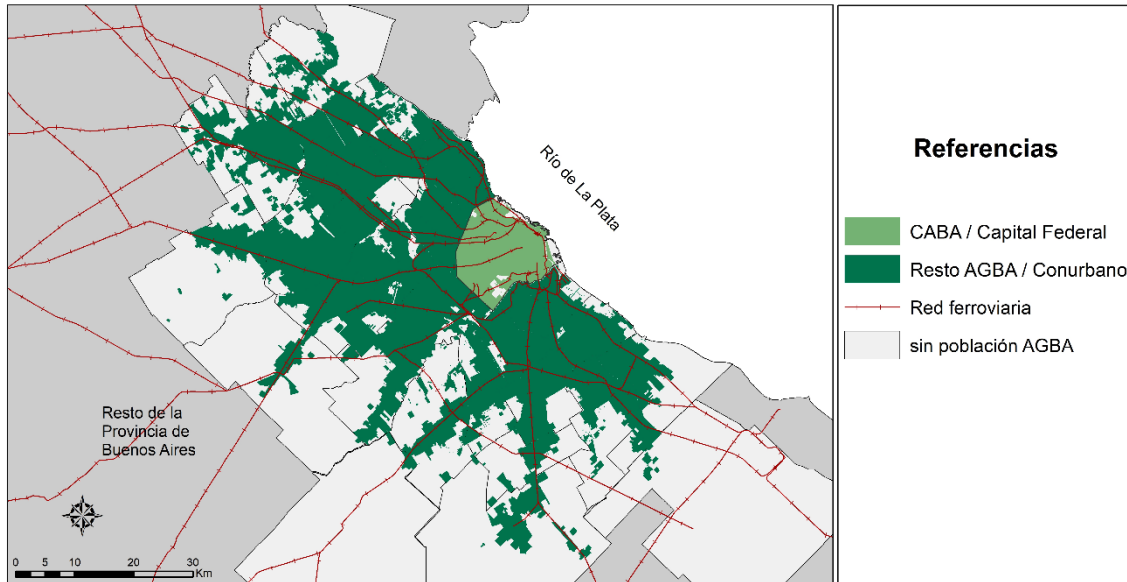 Río de La Plata
Resto de la
Provincia de
Buenos Aires
0 5 10 20 30
Km
Referencias
CABA / Capital Federal
Resto AGBA / Conurbano
Red ferroviaria
sin población AGBA